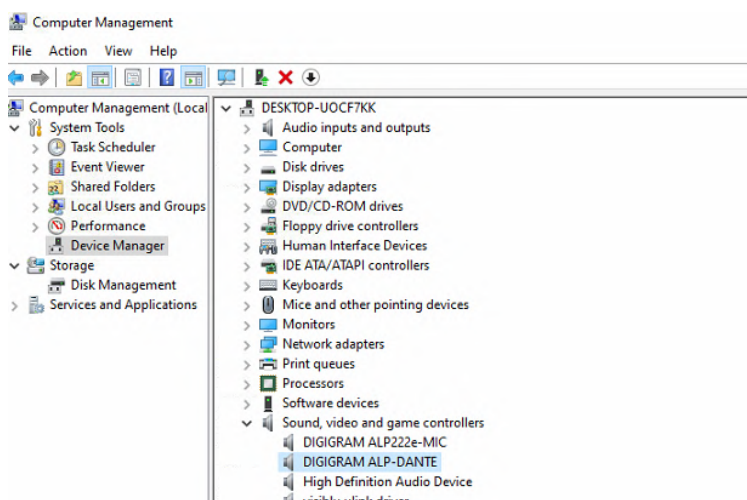 Computer Management
File Action View Help
Computer Management (Local
System Tools
Task Scheduler
Event Viewer
Shared Folders
Local Users and Groups
Performance
Device Manager
Storage
Disk Management
Services and Applications
DESKTOP-UOCF7KK
Audio inputs and outputs
Computer
Disk drives
Display adapters
DVD/CD-ROM drives
Floppy drive controllers
Human Interface Devices
IDE ATA/ATAPI controllers
Keyboards
Mice and other pointing devices
Monitors
Network adapters
Print queues
Processors
Software devices
Sound, video and game controllers
DIGIGRAM ALP222e-MIC
DIGIGRAM ALP-DANTE
High Definition Audio Device